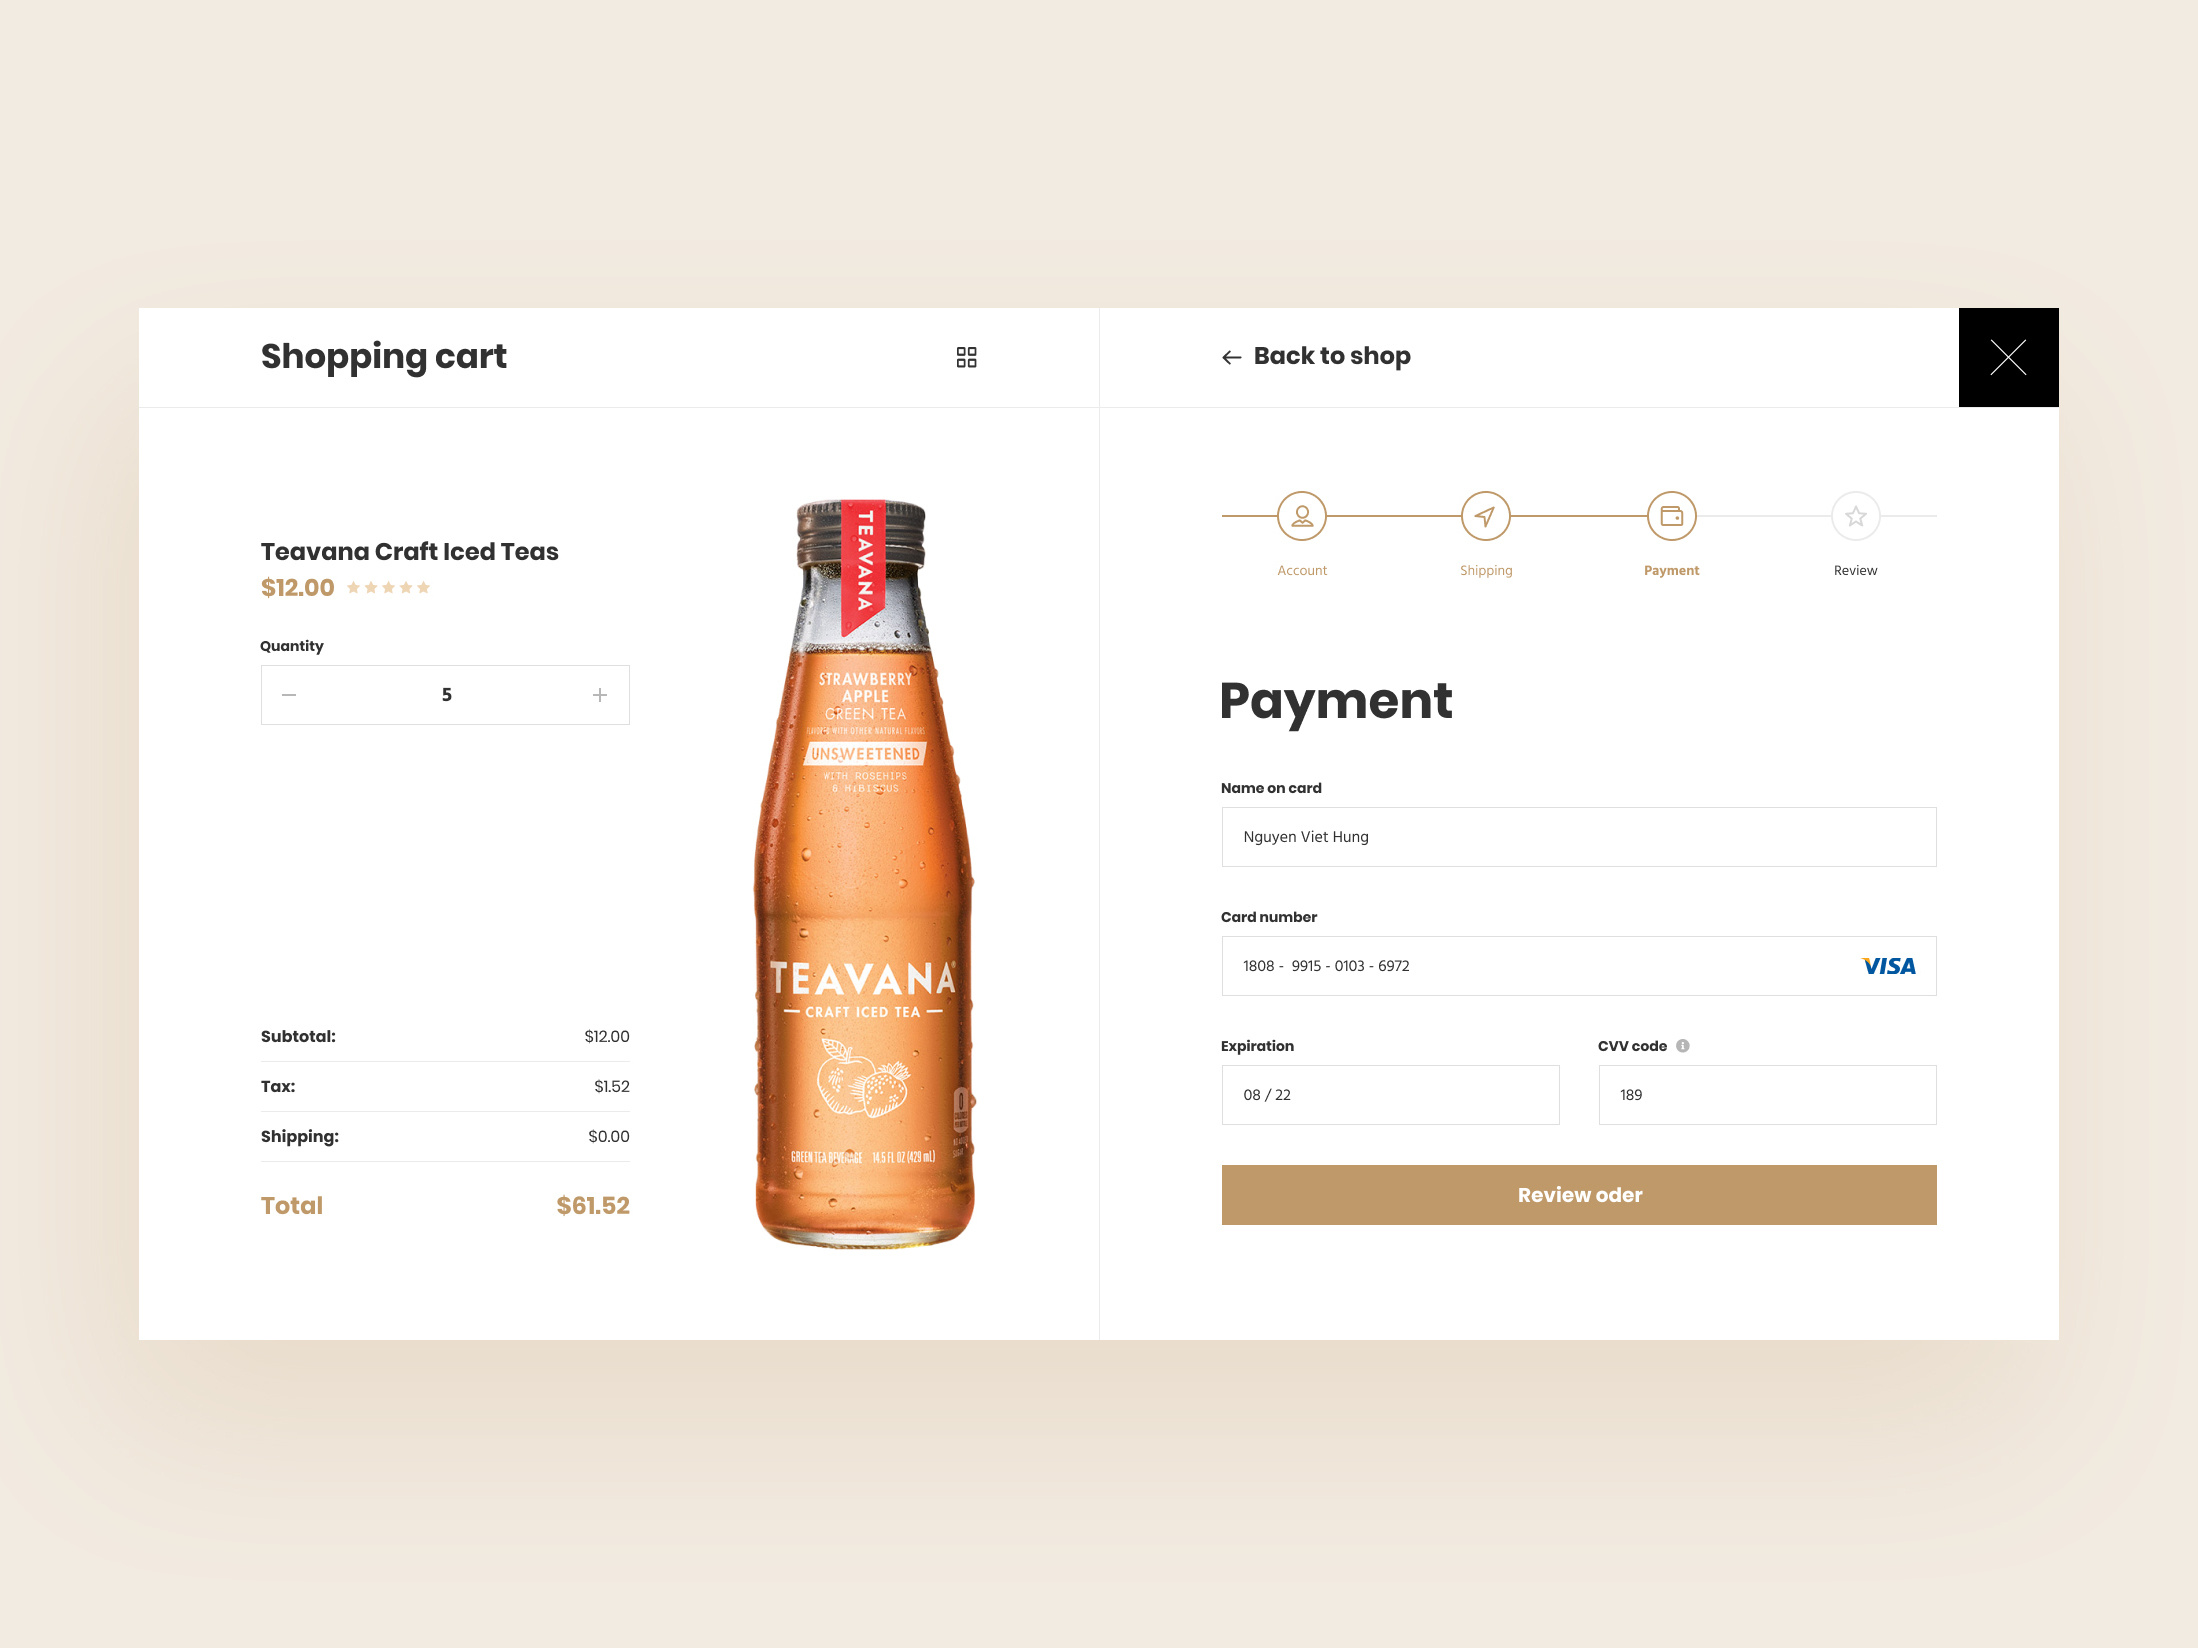 Shopping cart
Back to shop
Teavana Craft Iced Teas
$12.00
Quantity
5
Subtotal: $12.00
Tax: $1.52
Shipping: $0.00
Total $61.52
TEAVANA
STRAWBERRY
APPLE
GREEN TEA
FLAVORED WITH OTHER NATURAL FLAVORS
UNSWEETENED
WITH ROSEHIPS
& HIBISCUS
TEAVANA
CRAFT ICED TEA
0
GREEN TEA BEVERAGE 14.5 FL OZ (429 mL)
Account
Shipping
Payment
Review
Payment
Name on card
Nguyen Viet Hung
Card number
1808 - 9915 - 0103 - 6972
VISA
Expiration
CVV code
08 / 22
189
Review oder